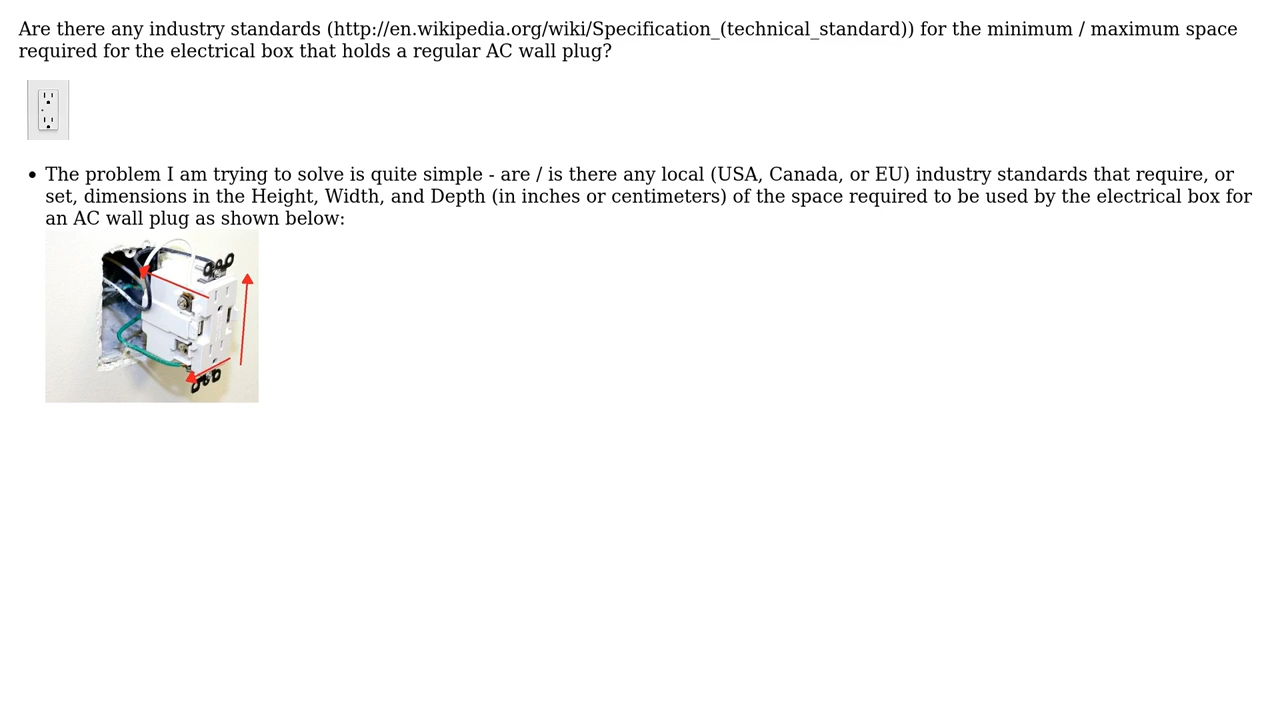 Are there any industry standards (http://en.wikipedia.org/wiki/Specification_(technical_standard)) for the minimum / maximum space
required for the electrical box that holds a regular AC wall plug?
• The problem I am trying to solve is quite simple - are / is there any local (USA, Canada, or EU) industry standards that require, or
set, dimensions in the Height, Width, and Depth (in inches or centimeters) of the space required to be used by the electrical box for
an AC wall plug as shown below: